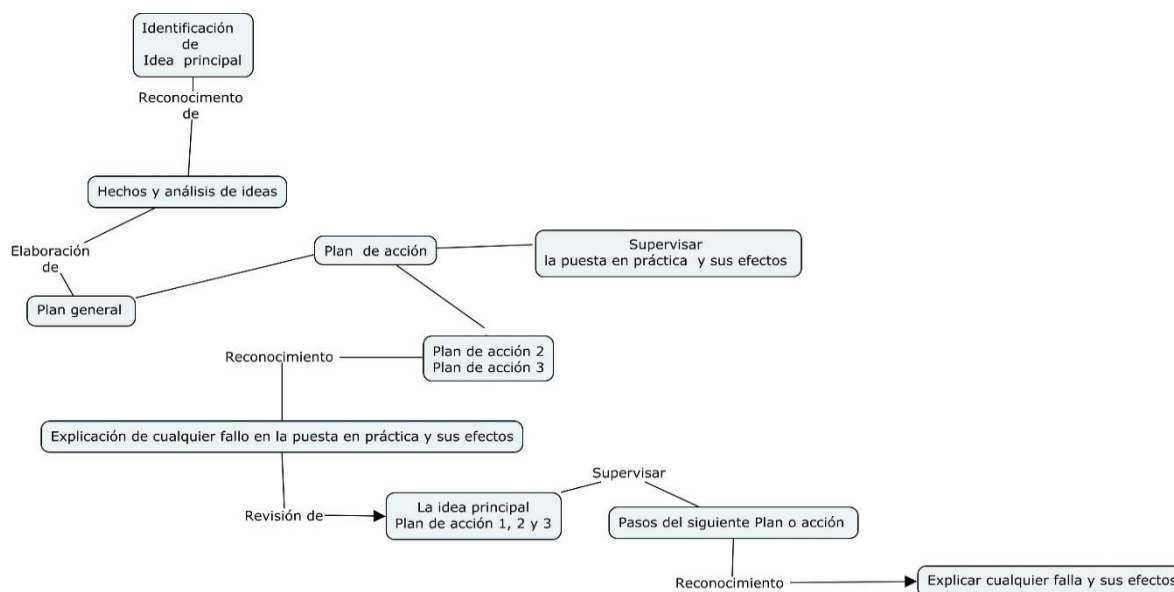 Identificación
de
Idea principal
Reconocimento
de
Hechos y análisis de ideas
Elaboración
de
Plan general
Plan de acción
Supervisar
la puesta en práctica y sus efectos
Plan de acción 2
Plan de acción 3
Reconocimiento
Explicación de cualquier fallo en la puesta en práctica y sus efectos
Revisión de
La idea principal
Plan de acción 1, 2 y 3
Supervisar
Pasos del siguiente Plan o acción
Reconocimiento
Explicar cualquier falla y sus efectos